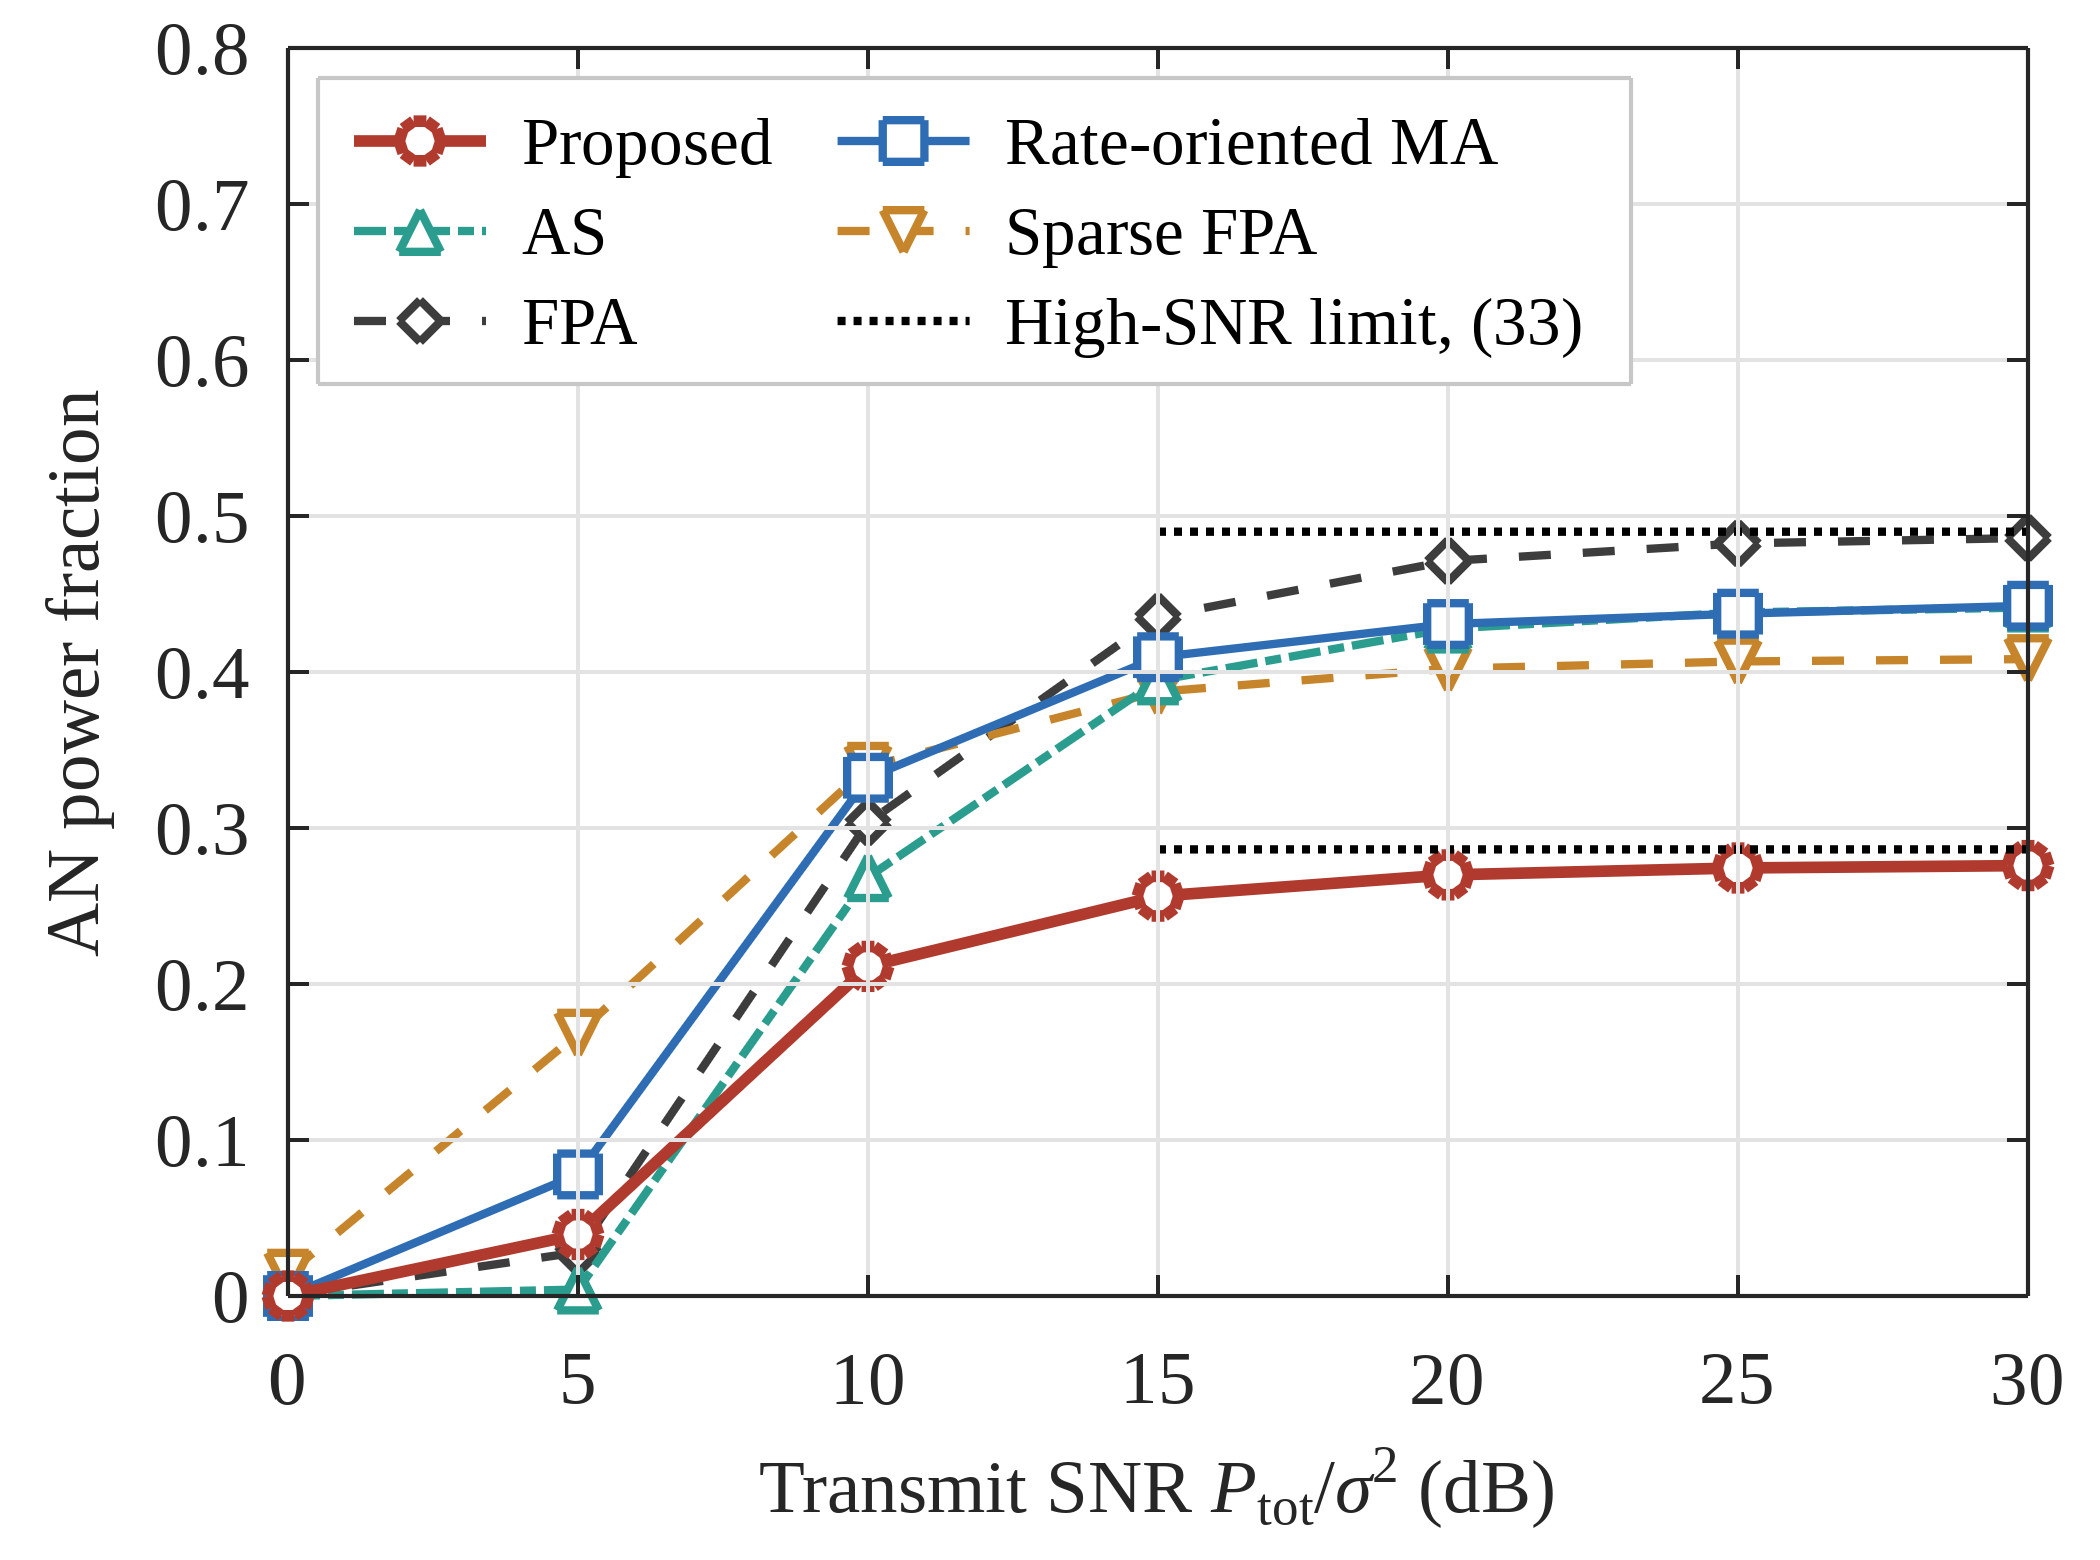 0.8
0.7
0.6
0.5
0.4
0.3
0.2
0.1
0
AN power fraction
Proposed
AS
FPA
Rate-oriented MA
Sparse FPA
High-SNR limit, (33)
0 5 10 15 20 25 30
Transmit SNR P_tot/σ² (dB)